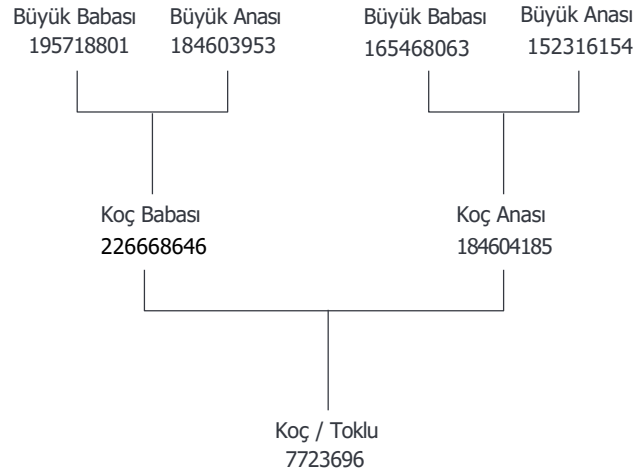 Büyük Babası Büyük Anası Büyük Babası Büyük Anası
195718801 184603953 165468063 152316154
Koç Babası Koç Anası
226668646 184604185
Koç / Toklu
7723696